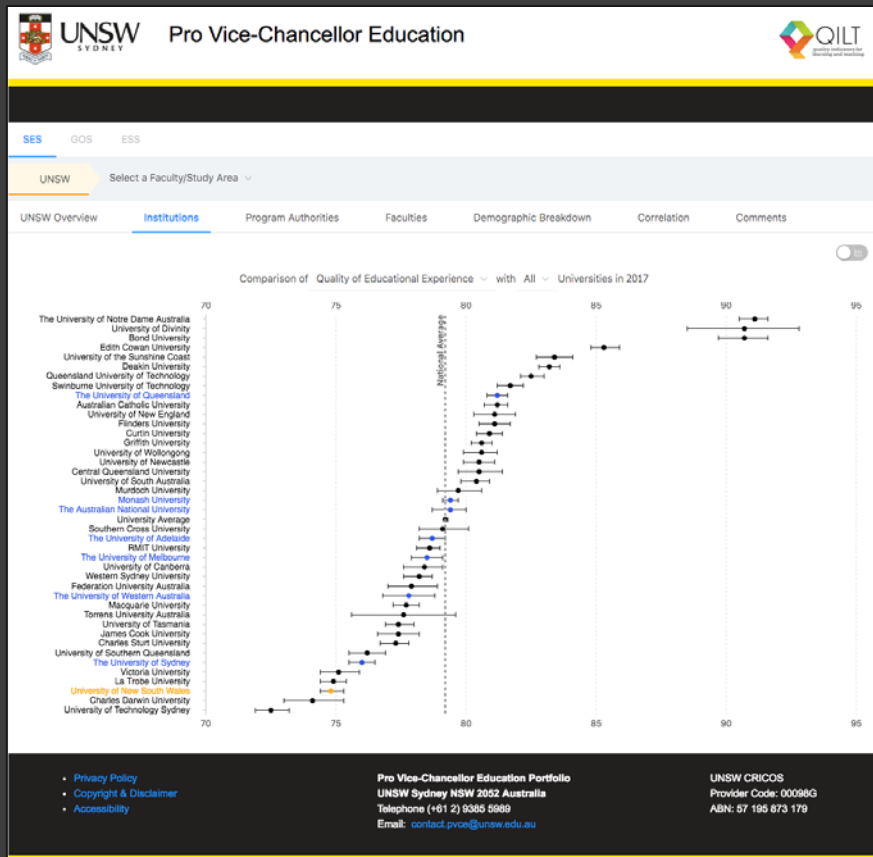 UNSW
SYDNEY
Pro Vice-Chancellor Education
QILT
quality indicators for
learning and teaching
SES GOS ESS
UNSW Select a Faculty/Study Area
UNSW Overview Institutions Program Authorities Faculties Demographic Breakdown Correlation Comments
Comparison of Quality of Educational Experience with All Universities in 2017
70 75 80 85 90 95
National Average
The University of Notre Dame Australia
University of Divinity
Bond University
Edith Cowan University
University of the Sunshine Coast
Deakin University
Queensland University of Technology
Swinburne University of Technology
The University of Queensland
Australian Catholic University
University of New England
Flinders University
Curtin University
Griffith University
University of Wollongong
University of Newcastle
Central Queensland University
University of South Australia
Murdoch University
Monash University
The Australian National University
University Average
Southern Cross University
The University of Adelaide
RMIT University
The University of Melbourne
University of Canberra
Western Sydney University
Federation University Australia
The University of Western Australia
Macquarie University
Torrens University Australia
University of Tasmania
James Cook University
Charles Sturt University
University of Southern Queensland
The University of Sydney
Victoria University
La Trobe University
University of New South Wales
Charles Darwin University
University of Technology Sydney
70 75 80 85 90 95
Privacy Policy
Copyright & Disclaimer
Accessibility
Pro Vice-Chancellor Education Portfolio
UNSW Sydney NSW 2052 Australia
Telephone (+61 2) 9385 5989
Email: contact.pvce@unsw.edu.au
UNSW CRICOS
Provider Code: 00098G
ABN: 57 195 873 179